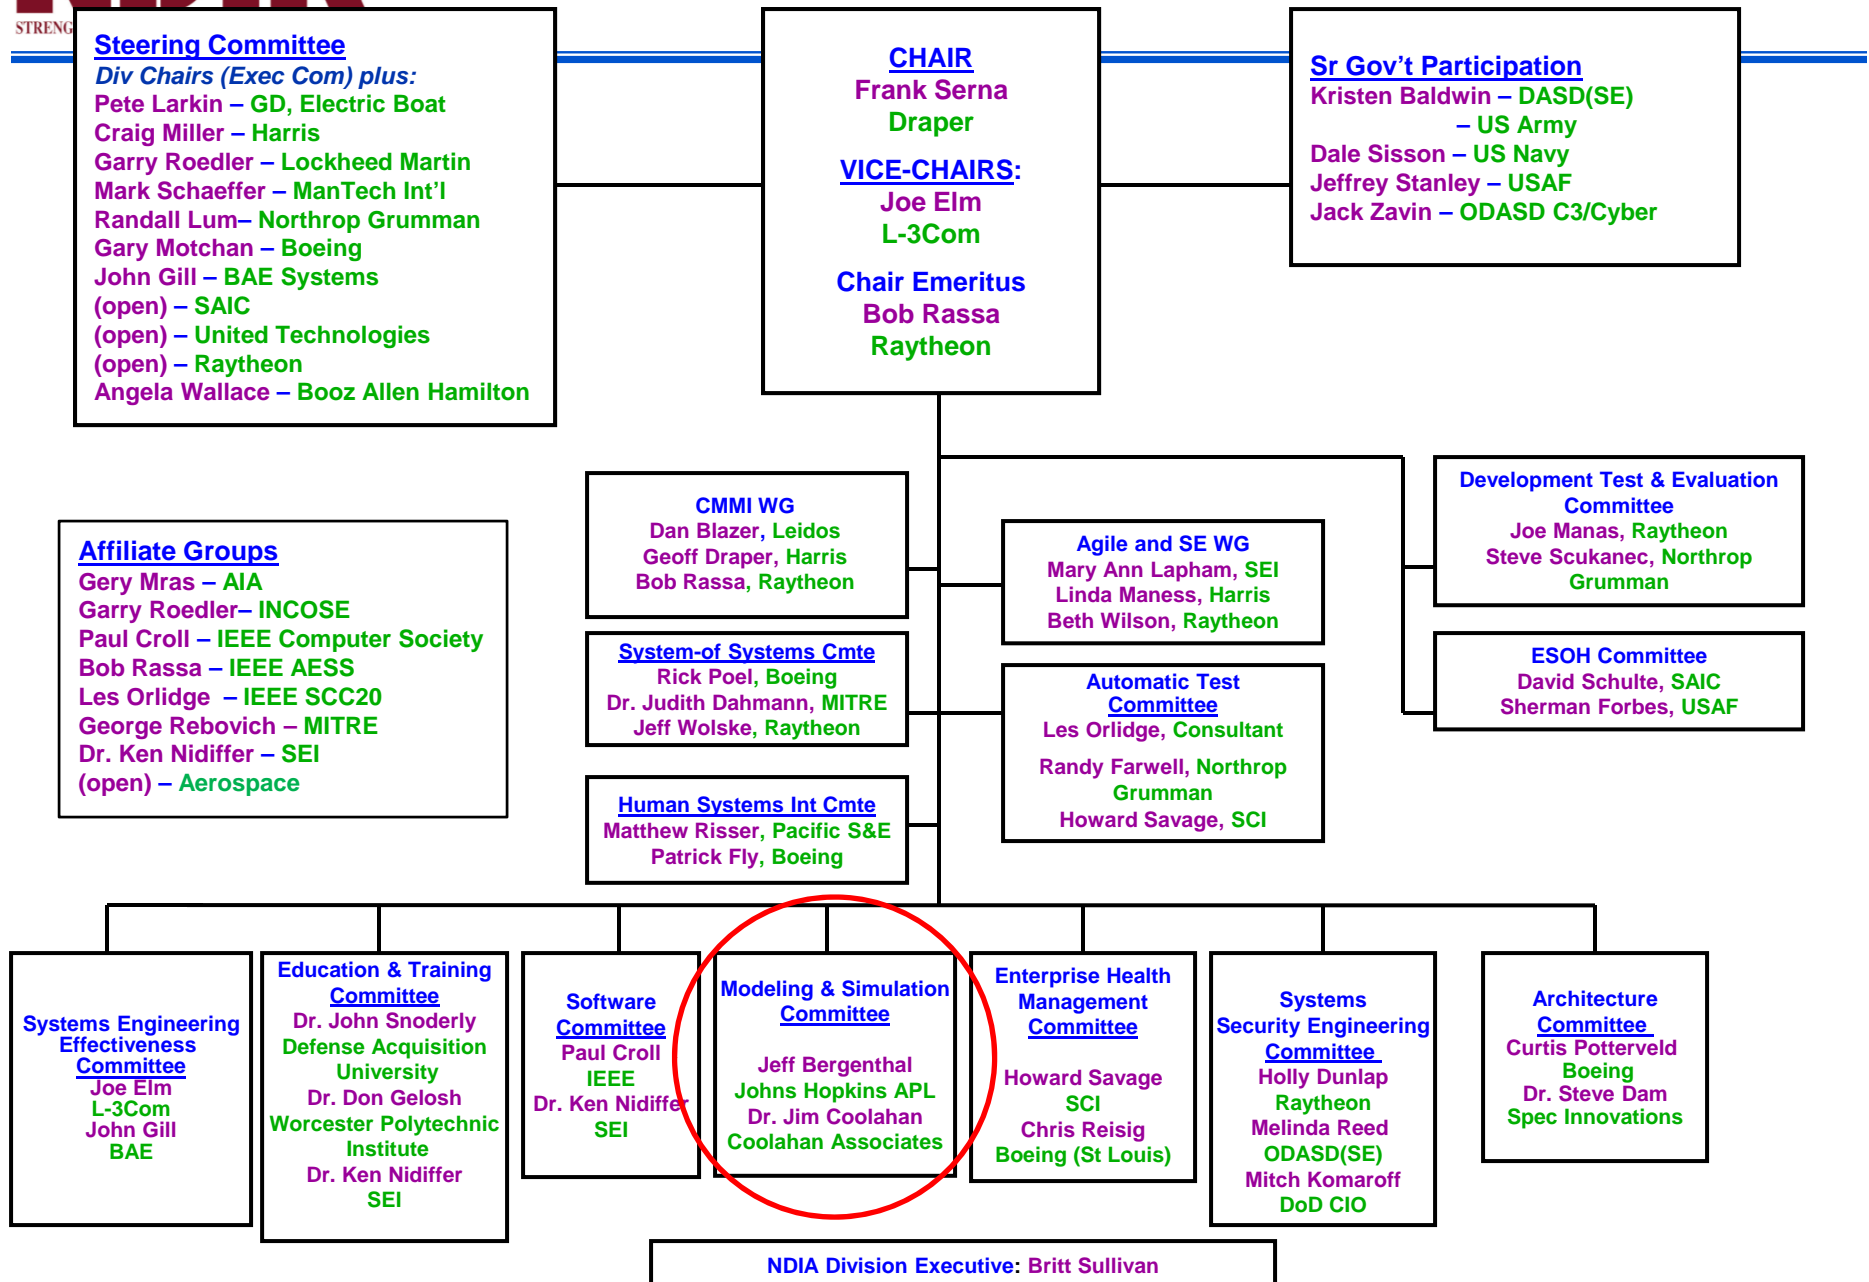 STRENG
Steering Committee
Div Chairs (Exec Com) plus:
Pete Larkin – GD, Electric Boat
Craig Miller – Harris
Garry Roedler – Lockheed Martin
Mark Schaeffer – ManTech Int’l
Randall Lum– Northrop Grumman
Gary Motchan – Boeing
John Gill – BAE Systems
(open) – SAIC
(open) – United Technologies
(open) – Raytheon
Angela Wallace – Booz Allen Hamilton
CHAIR
Frank Serna
Draper
VICE-CHAIRS:
Joe Elm
L-3Com
Chair Emeritus
Bob Rassa
Raytheon
Sr Gov’t Participation
Kristen Baldwin – DASD(SE)
– US Army
Dale Sisson – US Navy
Jeffrey Stanley – USAF
Jack Zavin – ODASD C3/Cyber
Affiliate Groups
Gery Mras – AIA
Garry Roedler– INCOSE
Paul Croll – IEEE Computer Society
Bob Rassa – IEEE AESS
Les Orlidge – IEEE SCC20
George Rebovich – MITRE
Dr. Ken Nidiffer – SEI
(open) – Aerospace
CMMI WG
Dan Blazer, Leidos
Geoff Draper, Harris
Bob Rassa, Raytheon
System-of Systems Cmte
Rick Poel, Boeing
Dr. Judith Dahmann, MITRE
Jeff Wolske, Raytheon
Human Systems Int Cmte
Matthew Risser, Pacific S&E
Patrick Fly, Boeing
Agile and SE WG
Mary Ann Lapham, SEI
Linda Maness, Harris
Beth Wilson, Raytheon
Automatic Test
Committee
Les Orlidge, Consultant
Randy Farwell, Northrop
Grumman
Howard Savage, SCI
Development Test & Evaluation
Committee
Joe Manas, Raytheon
Steve Scukanec, Northrop
Grumman
ESOH Committee
David Schulte, SAIC
Sherman Forbes, USAF
Systems Engineering
Effectiveness
Committee
Joe Elm
L-3Com
John Gill
BAE
Education & Training
Committee
Dr. John Snoderly
Defense Acquisition
University
Dr. Don Gelosh
Worcester Polytechnic
Institute
Dr. Ken Nidiffer
SEI
Software
Committee
Paul Croll
IEEE
Dr. Ken Nidiffer
SEI
Modeling & Simulation
Committee
Jeff Bergenthal
Johns Hopkins APL
Dr. Jim Coolahan
Coolahan Associates
Enterprise Health
Management
Committee
Howard Savage
SCI
Chris Reisig
Boeing (St Louis)
Systems
Security Engineering
Committee
Holly Dunlap
Raytheon
Melinda Reed
ODASD(SE)
Mitch Komaroff
DoD CIO
Architecture
Committee
Curtis Potterveld
Boeing
Dr. Steve Dam
Spec Innovations
NDIA Division Executive: Britt Sullivan